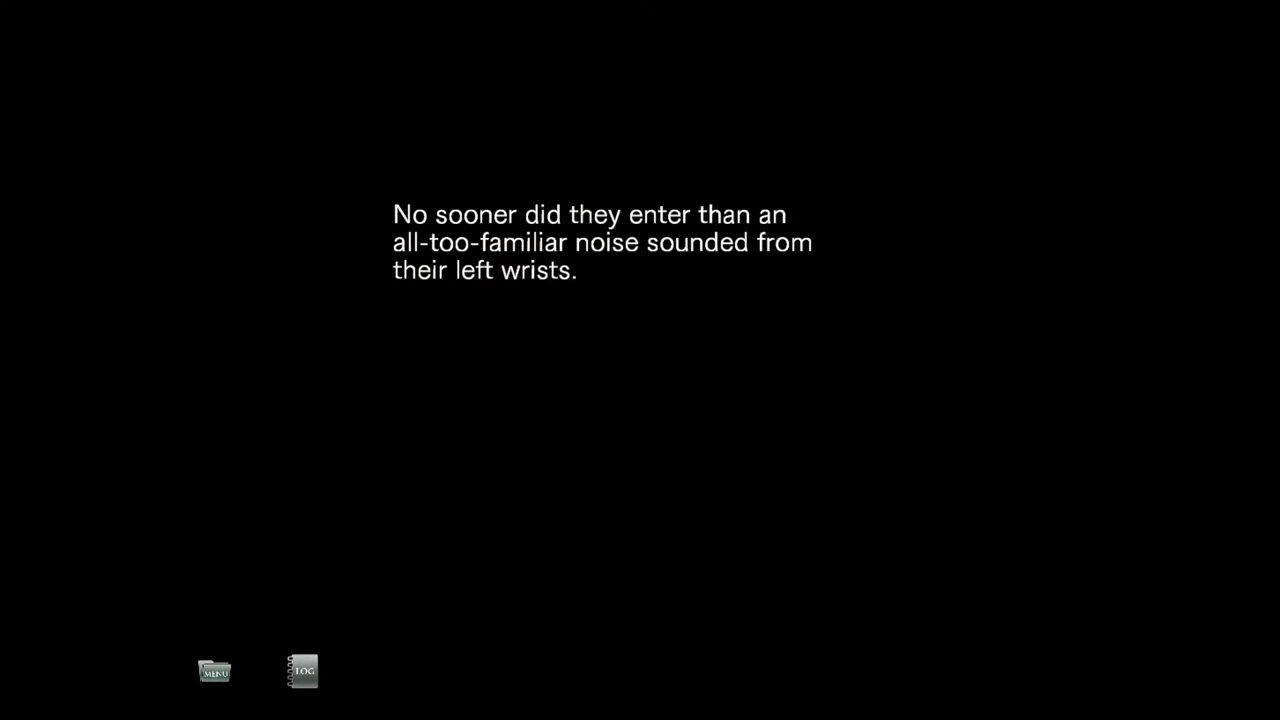 No sooner did they enter than an
all-too-familiar noise sounded from
their left wrists.
MENU
LOG